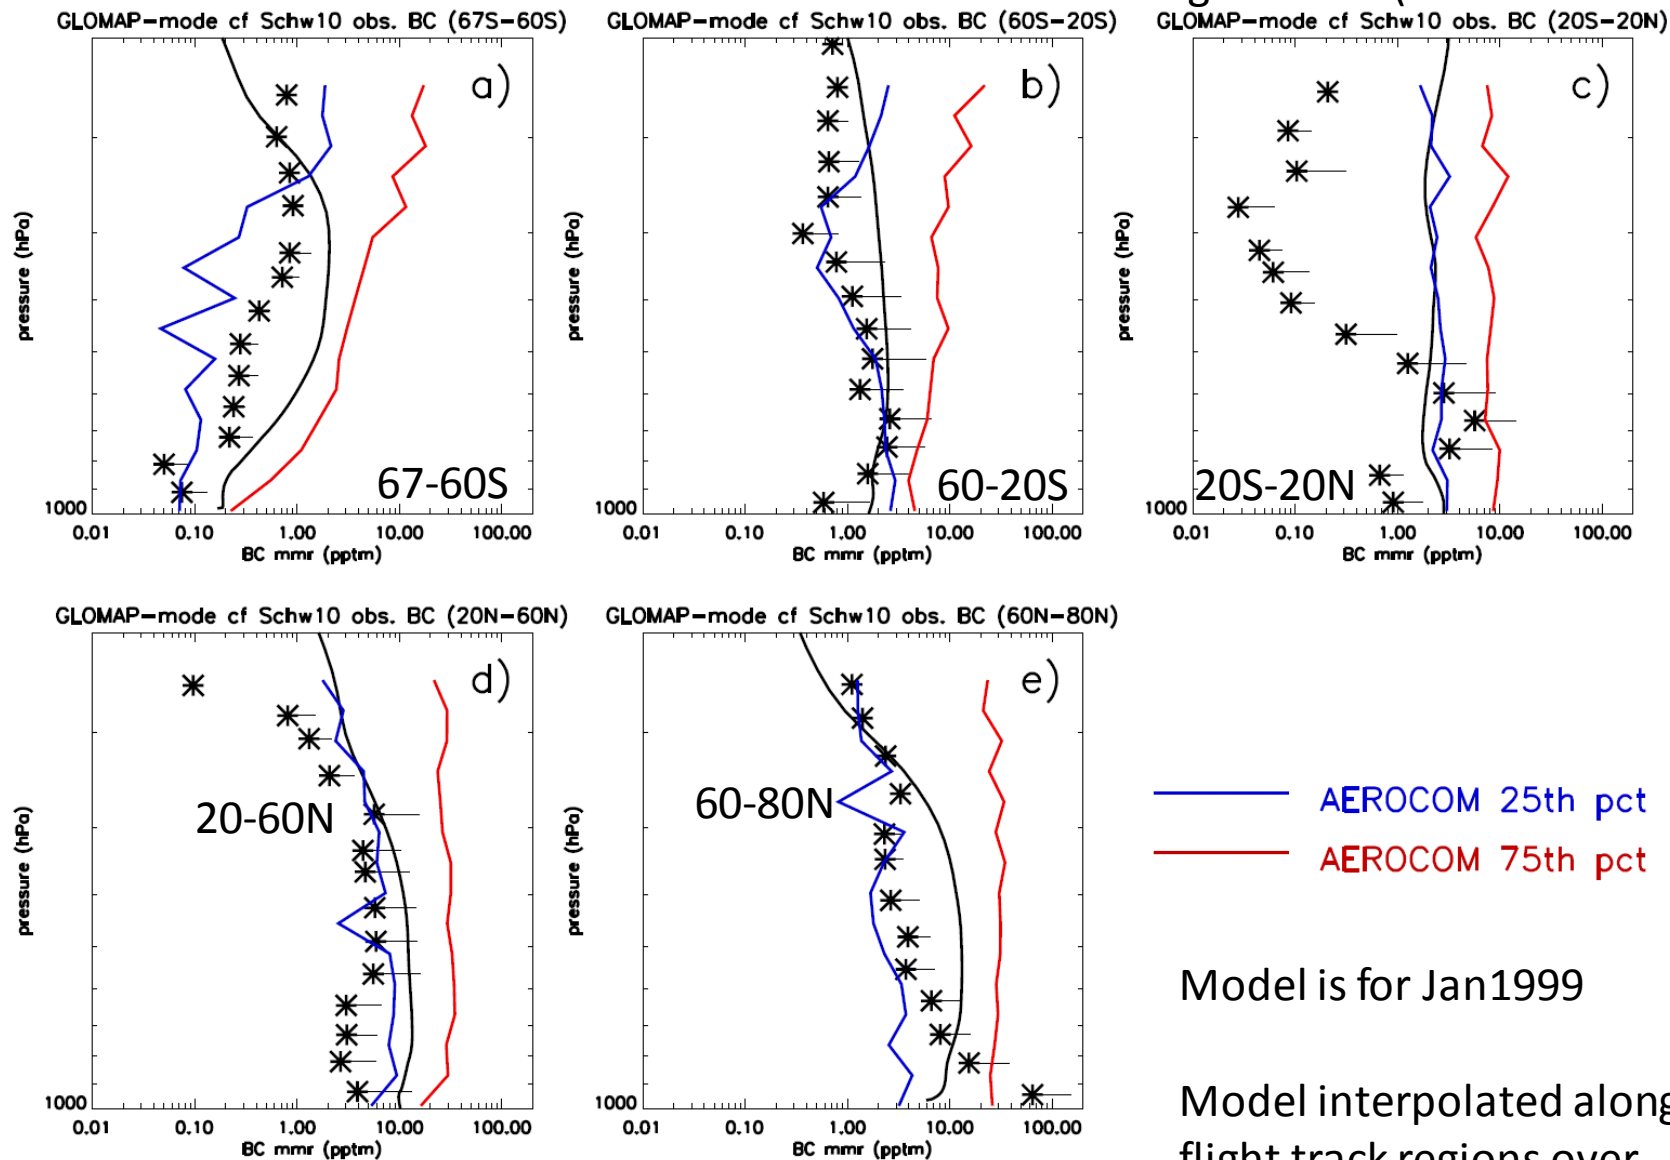 GLOMAP-mode cf Schw10 obs. BC (67S-60S)
GLOMAP-mode cf Schw10 obs. BC (60S-20S)
GLOMAP-mode cf Schw10 obs. BC (20S-20N)
a)
b)
c)
pressure (hPa)
pressure (hPa)
pressure (hPa)
67-60S
60-20S
20S-20N
1000
1000
1000
0.01 0.10 1.00 10.00 100.00
0.01 0.10 1.00 10.00 100.00
0.01 0.10 1.00 10.00 100.00
BC mmr (pptm)
BC mmr (pptm)
BC mmr (pptm)
GLOMAP-mode cf Schw10 obs. BC (20N-60N)
GLOMAP-mode cf Schw10 obs. BC (60N-80N)
d)
e)
pressure (hPa)
pressure (hPa)
20-60N
60-80N
1000
1000
0.01 0.10 1.00 10.00 100.00
0.01 0.10 1.00 10.00 100.00
BC mmr (pptm)
BC mmr (pptm)
AEROCOM 25th pct
AEROCOM 75th pct
Model is for Jan1999
Model interpolated along
flight track regions over